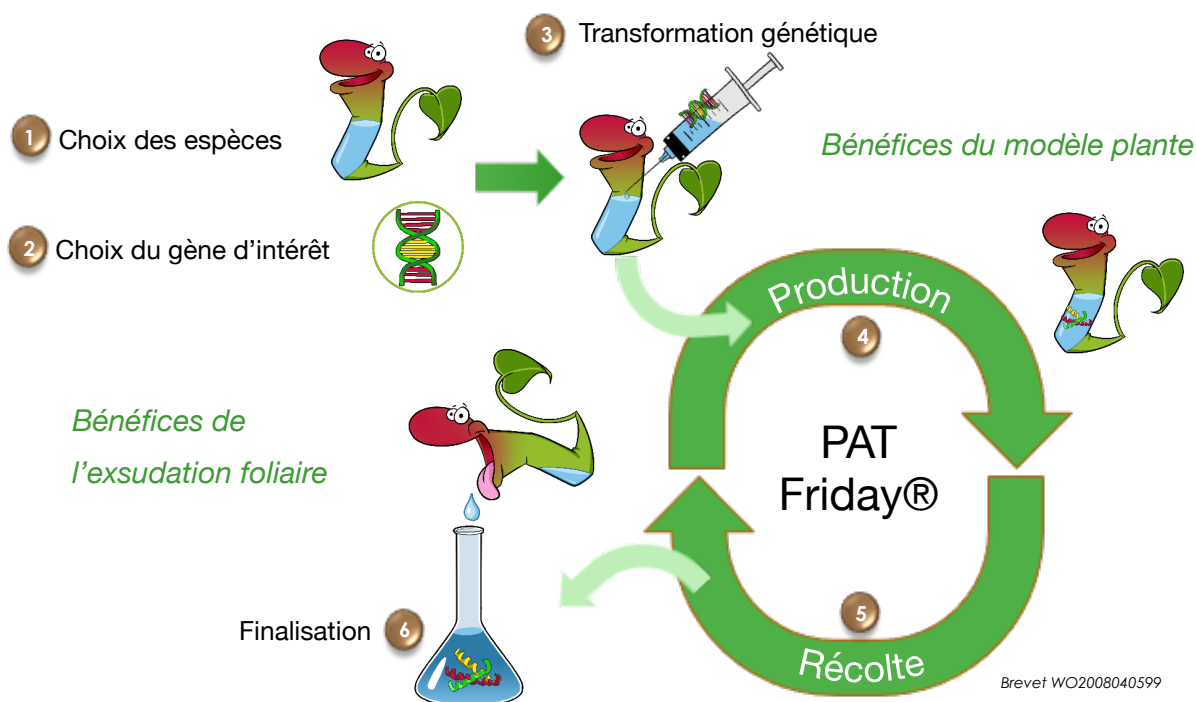 3 Transformation génétique
1 Choix des espèces
Bénéfices du modèle plante
2 Choix du gène d’intérêt
Production
4
Bénéfices de
l’exsudation foliaire
PAT
Friday®
5
Finalisation 6
Récolte
Brevet WO2008040599